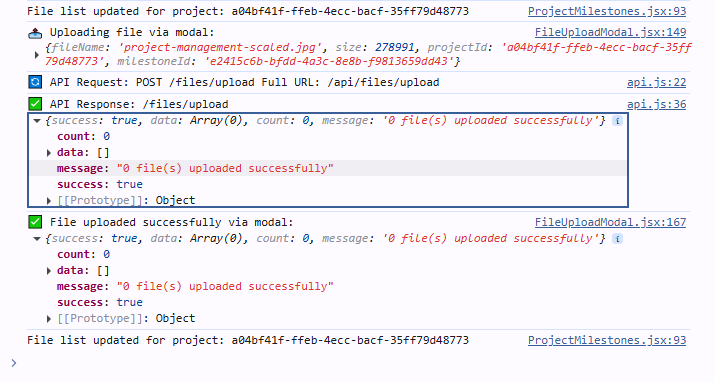 File list updated for project: a04bf41f-ffeb-4ecc-bacf-35ff79d48773 ProjectMilestones.jsx:93
Uploading file via modal: FileUploadModal.jsx:149
{fileName: 'project-management-scaled.jpg', size: 278991, projectId: 'a04bf41f-ffeb-4ecc-bacf-35ff
79d48773', milestoneId: 'e2415c6b-bfdd-4a3c-8e8b-f9813659dd43'}
API Request: POST /files/upload Full URL: /api/files/upload api.js:22
API Response: /files/upload api.js:36
{success: true, data: Array(0), count: 0, message: '0 file(s) uploaded successfully'} i
count: 0
data: []
message: "0 file(s) uploaded successfully"
success: true
[[Prototype]]: Object
File uploaded successfully via modal: FileUploadModal.jsx:167
{success: true, data: Array(0), count: 0, message: '0 file(s) uploaded successfully'} i
count: 0
data: []
message: "0 file(s) uploaded successfully"
success: true
[[Prototype]]: Object
File list updated for project: a04bf41f-ffeb-4ecc-bacf-35ff79d48773 ProjectMilestones.jsx:93